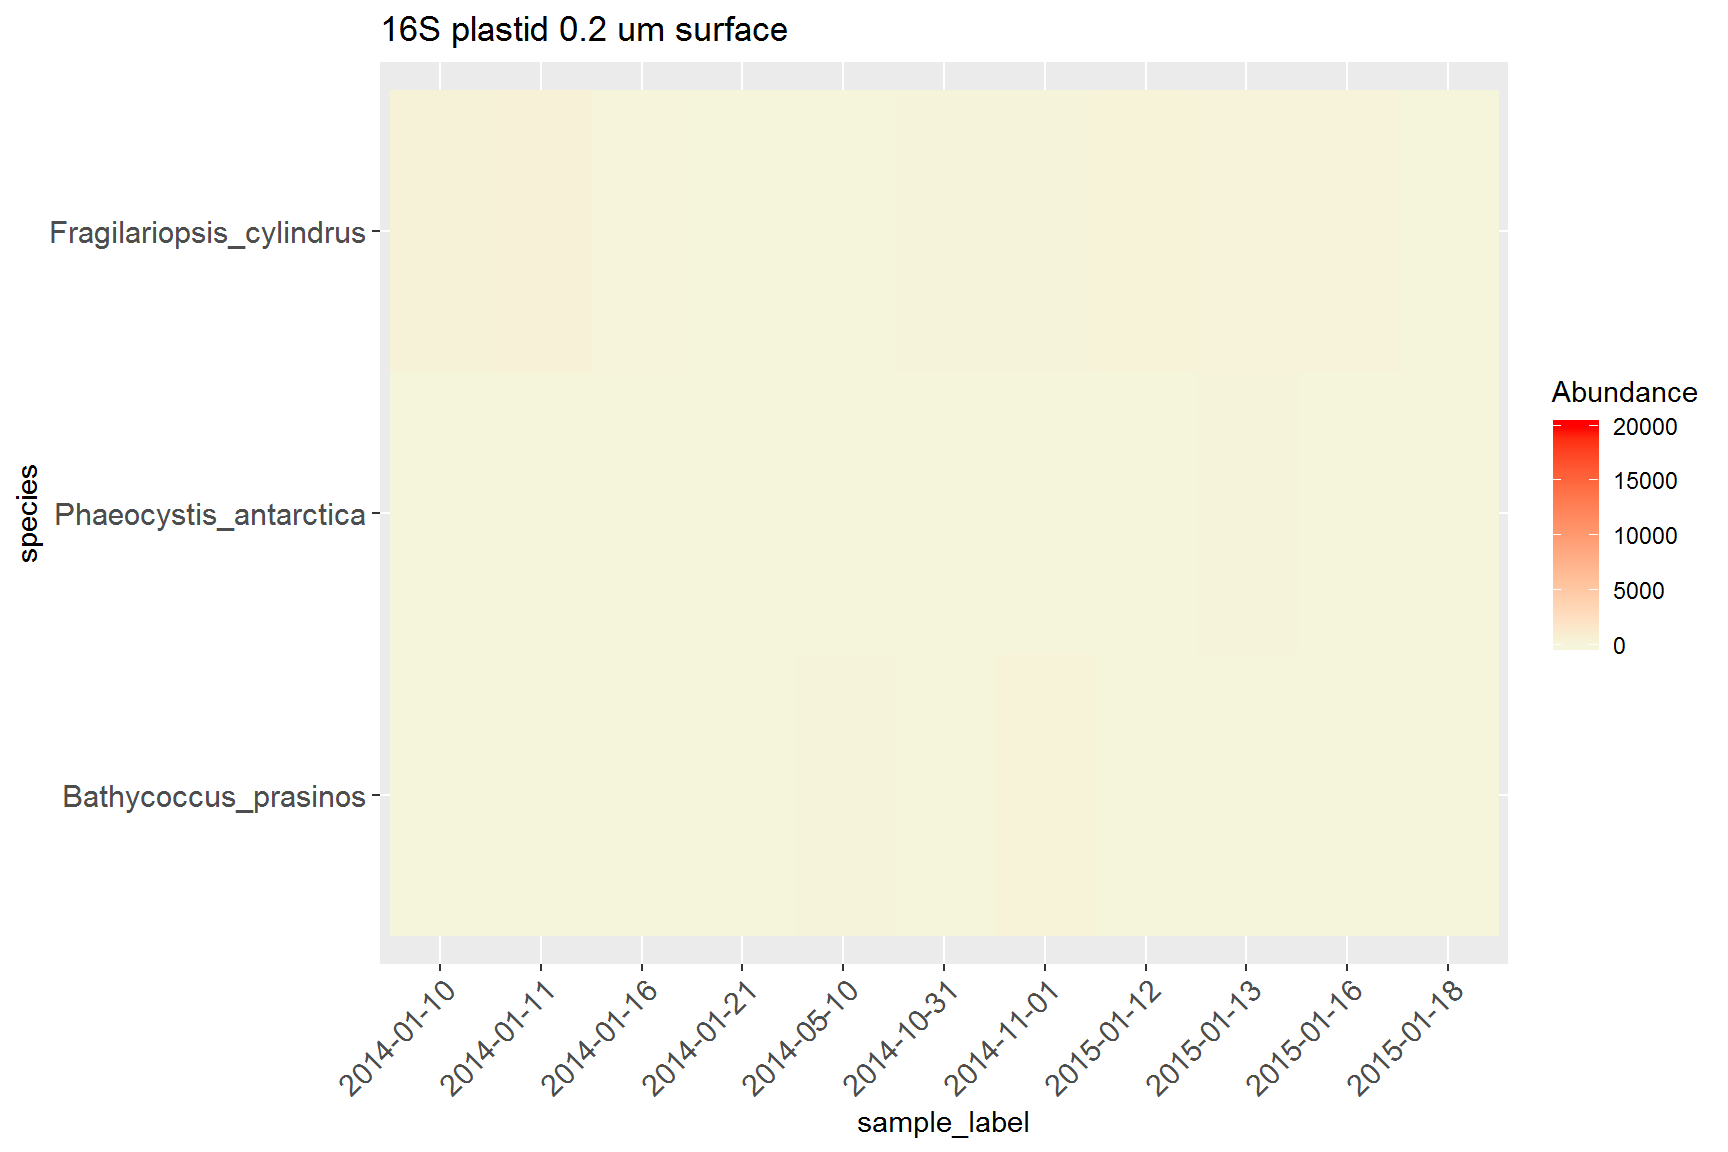 16S plastid 0.2 um surface
species
Fragilariopsis_cylindrus
Phaeocystis_antarctica
Bathycoccus_prasinos
2014-01-10
2014-01-11
2014-01-16
2014-01-21
2014-05-10
2014-10-31
2014-11-01
2015-01-12
2015-01-13
2015-01-16
2015-01-18
sample_label
Abundance
20000
15000
10000
5000
0